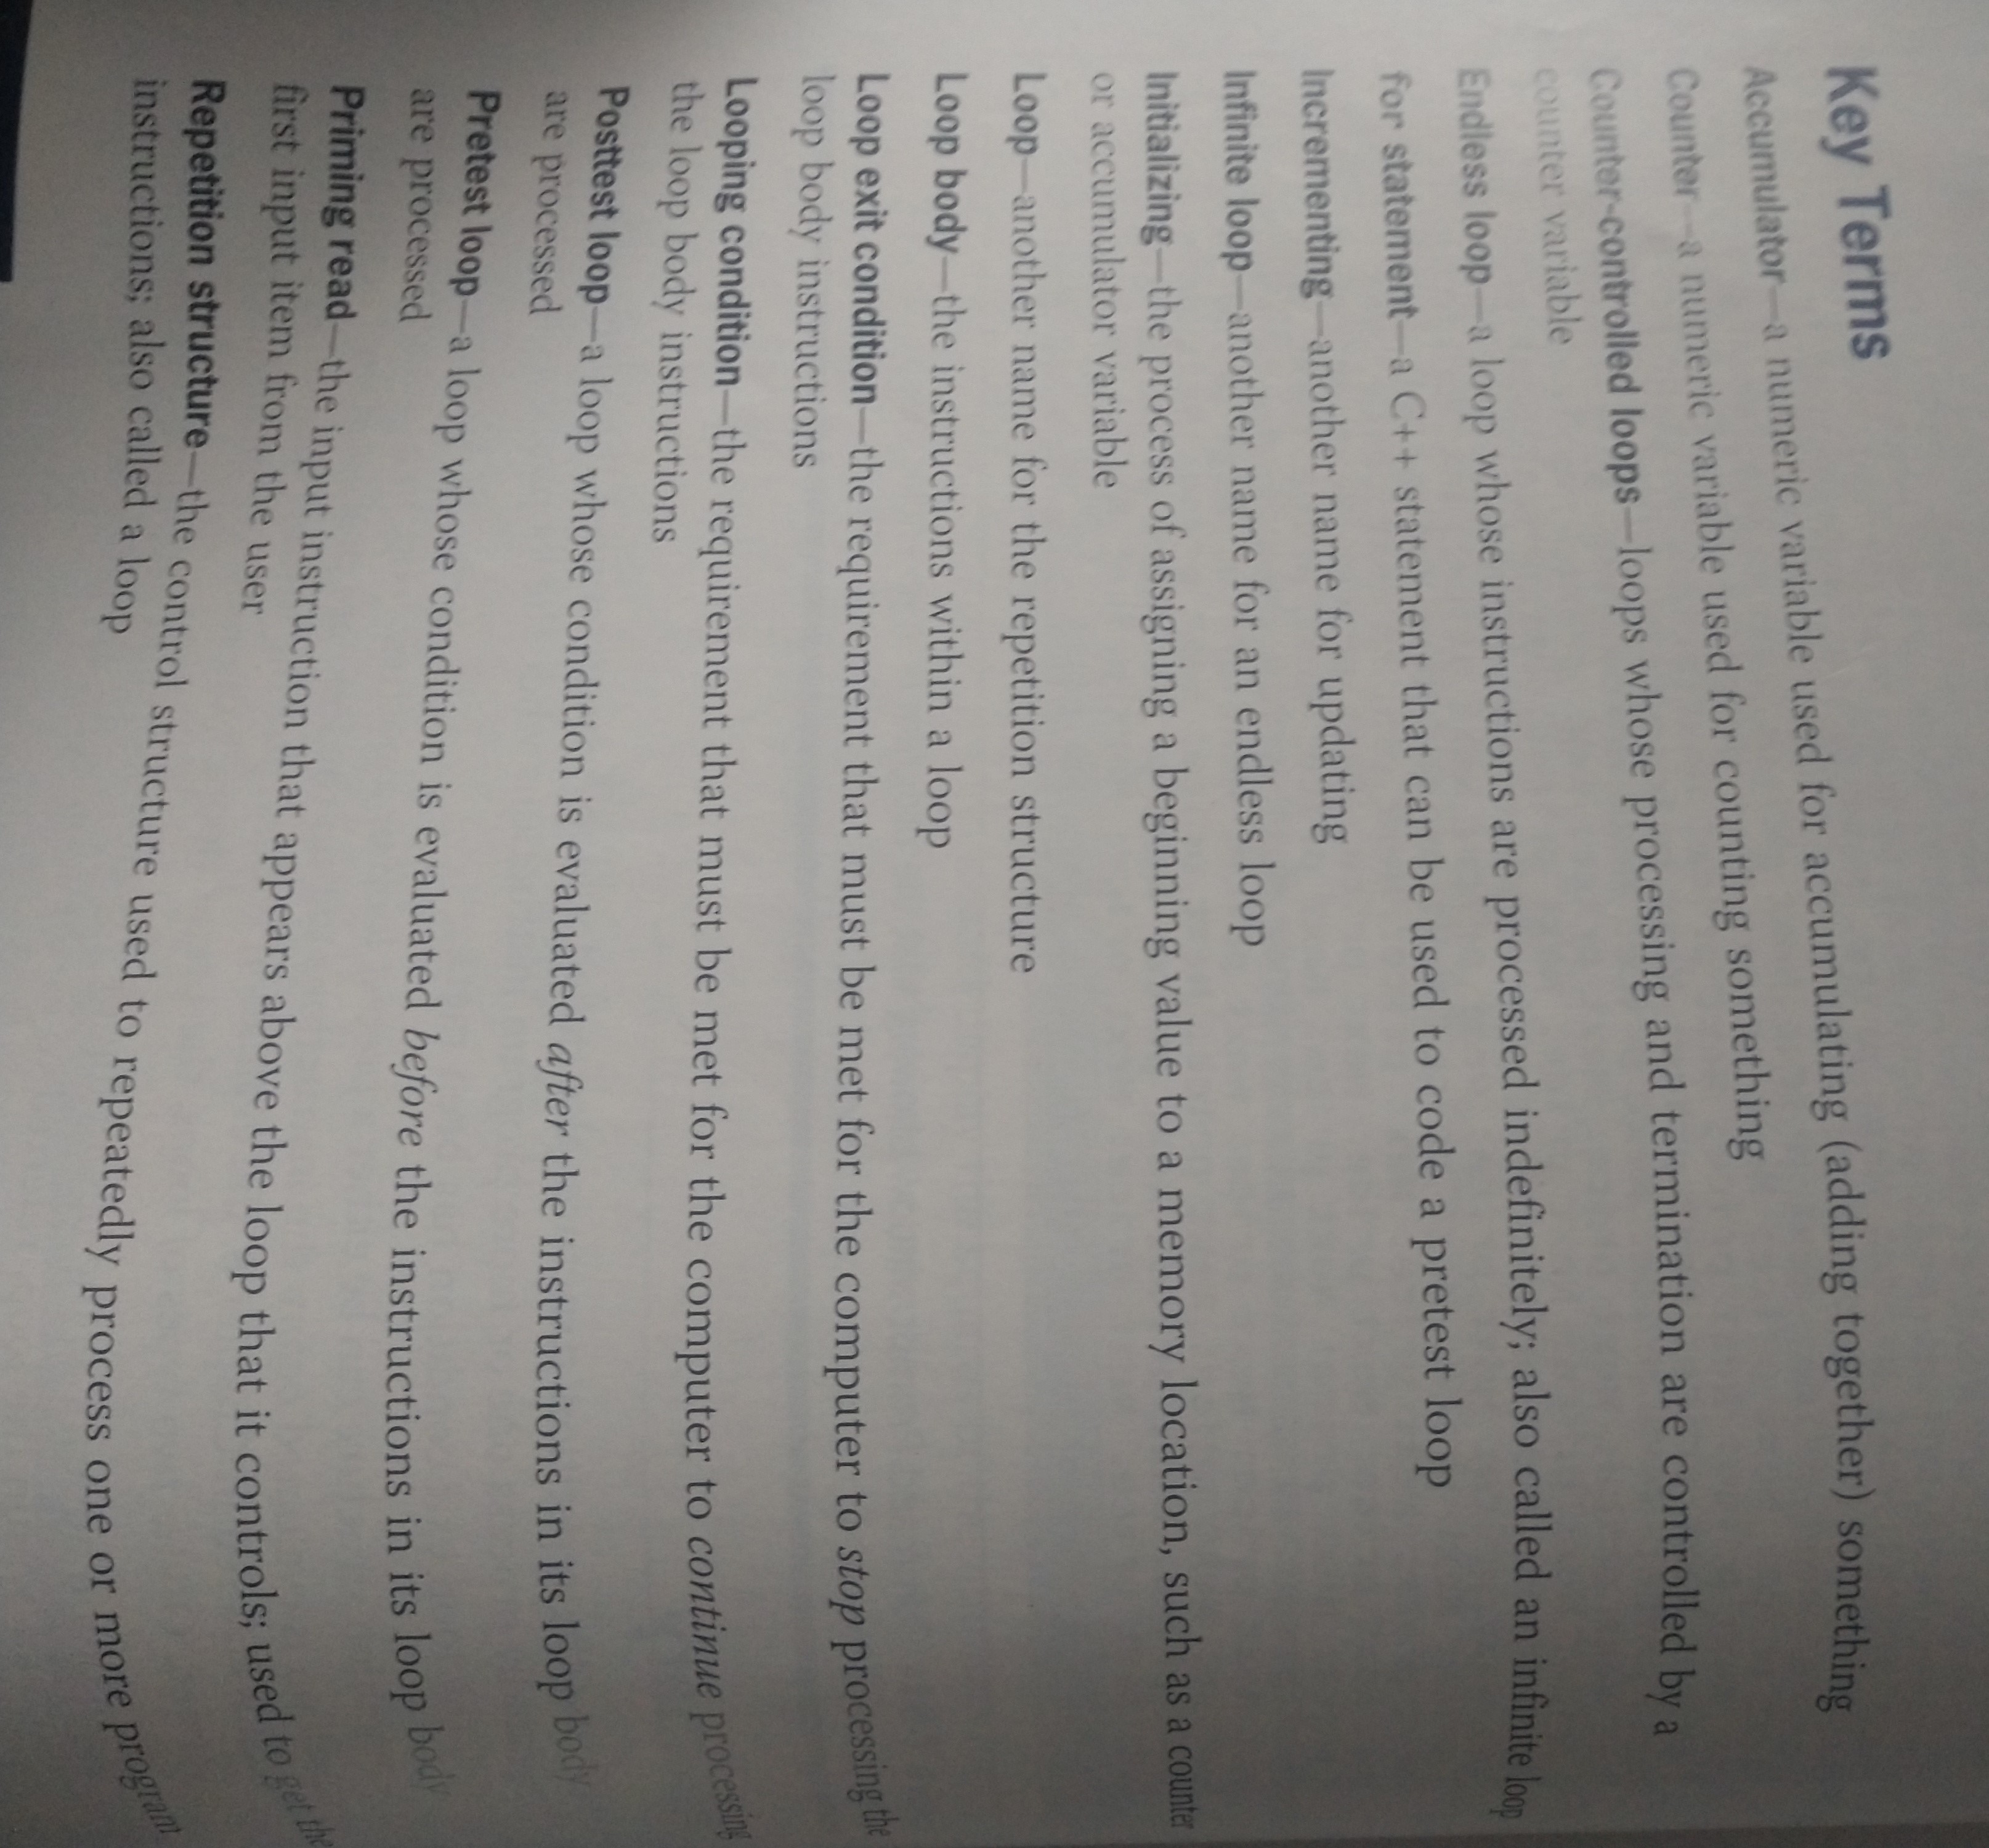 Key Terms
Accumulator—a numeric variable used for accumulating (adding together) something
Counter—a numeric variable used for counting something
Counter-controlled loops—loops whose processing and termination are controlled by a
counter variable
Endless loop—a loop whose instructions are processed indefinitely; also called an infinite loop
for statement—a C++ statement that can be used to code a pretest loop
Incrementing—another name for updating
Infinite loop—another name for an endless loop
Initializing—the process of assigning a beginning value to a memory location, such as a counter
or accumulator variable
Loop—another name for the repetition structure
Loop body—the instructions within a loop
Loop exit condition—the requirement that must be met for the computer to stop processing the
loop body instructions
Looping condition—the requirement that must be met for the computer to continue processing
the loop body instructions
Posttest loop—a loop whose condition is evaluated after the instructions in its loop body
are processed
Pretest loop—a loop whose condition is evaluated before the instructions in its loop body
are processed
Priming read—the input instruction that appears above the loop that it controls; used to get the
first input item from the user
Repetition structure—the control structure used to repeatedly process one or more program
instructions; also called a loop